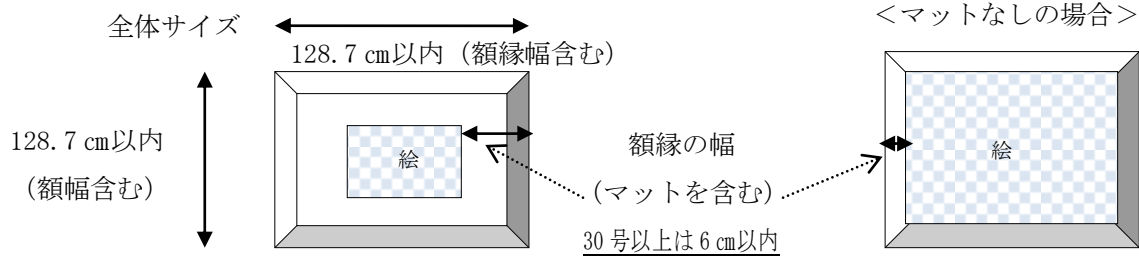 全体サイズ
<マットなしの場合>
128.7㎝以内（額縁幅含む）
128.7㎝以内
（額幅含む）
絵
額縁の幅
（マットを含む）
30号以上は6㎝以内
絵